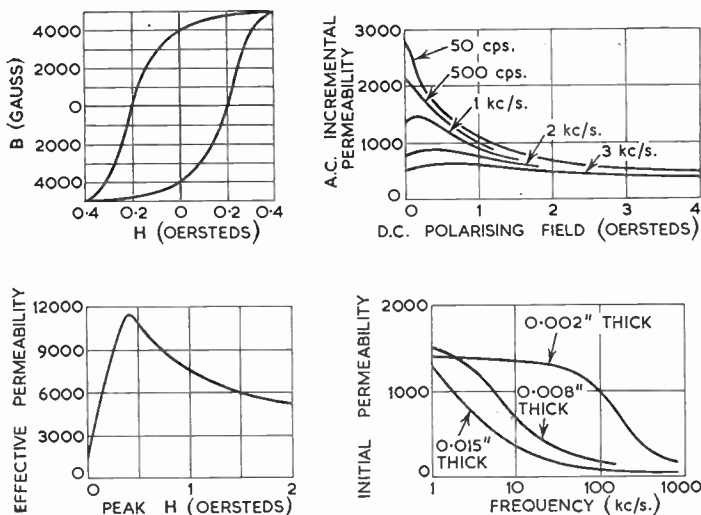 B (GAUSS)
4000
2000
0
2000
4000
0·4
0·2
0
0·2
0·4
H (OERSTEDS)
A.C. INCREMENTAL
PERMEABILITY
3000
2000
1000
0
50 cps.
500 cps.
1 kc/s.
2 kc/s.
3 kc/s.
0
1
2
3
4
D.C. POLARISING FIELD (OERSTEDS)
EFFECTIVE PERMEABILITY
12000
9000
6000
3000
0
0
1
2
PEAK H (OERSTEDS)
INITIAL PERMEABILITY
2000
1000
0
0·002" THICK
0·008"
THICK
0·015"
THICK
1
10
100
1000
FREQUENCY (kc/s.)